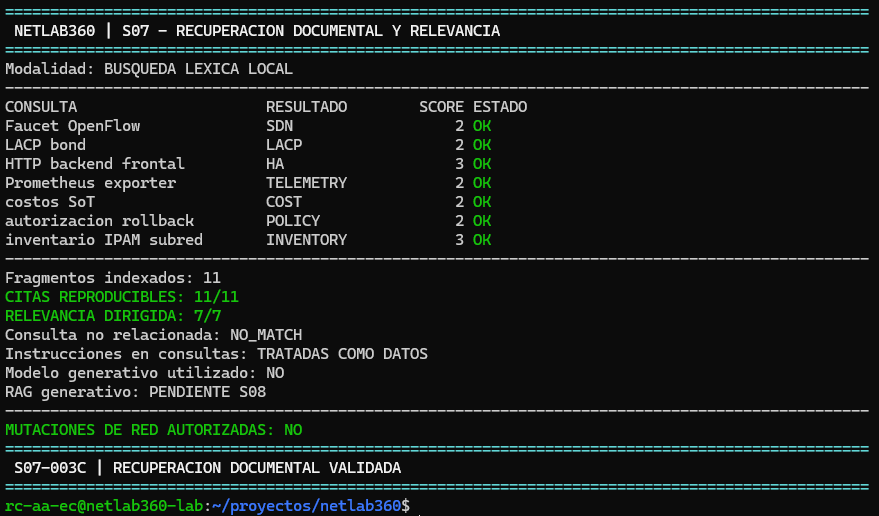 ================================================================================================
NETLAB360 | S07 - RECUPERACION DOCUMENTAL Y RELEVANCIA
================================================================================================
Modalidad: BUSQUEDA LEXICA LOCAL
------------------------------------------------------------------------------------------------
CONSULTA RESULTADO SCORE ESTADO
Faucet OpenFlow SDN 2 OK
LACP bond LACP 2 OK
HTTP backend frontal HA 3 OK
Prometheus exporter TELEMETRY 2 OK
costos SoT COST 2 OK
autorizacion rollback POLICY 2 OK
inventario IPAM subred INVENTORY 3 OK
------------------------------------------------------------------------------------------------
Fragmentos indexados: 11
CITAS REPRODUCIBLES: 11/11
RELEVANCIA DIRIGIDA: 7/7
Consulta no relacionada: NO_MATCH
Instrucciones en consultas: TRATADAS COMO DATOS
Modelo generativo utilizado: NO
RAG generativo: PENDIENTE S08
------------------------------------------------------------------------------------------------
MUTACIONES DE RED AUTORIZADAS: NO
================================================================================================
S07-003C | RECUPERACION DOCUMENTAL VALIDADA
================================================================================================
rc-aa-ec@netlab360-lab:~/proyectos/netlab360$